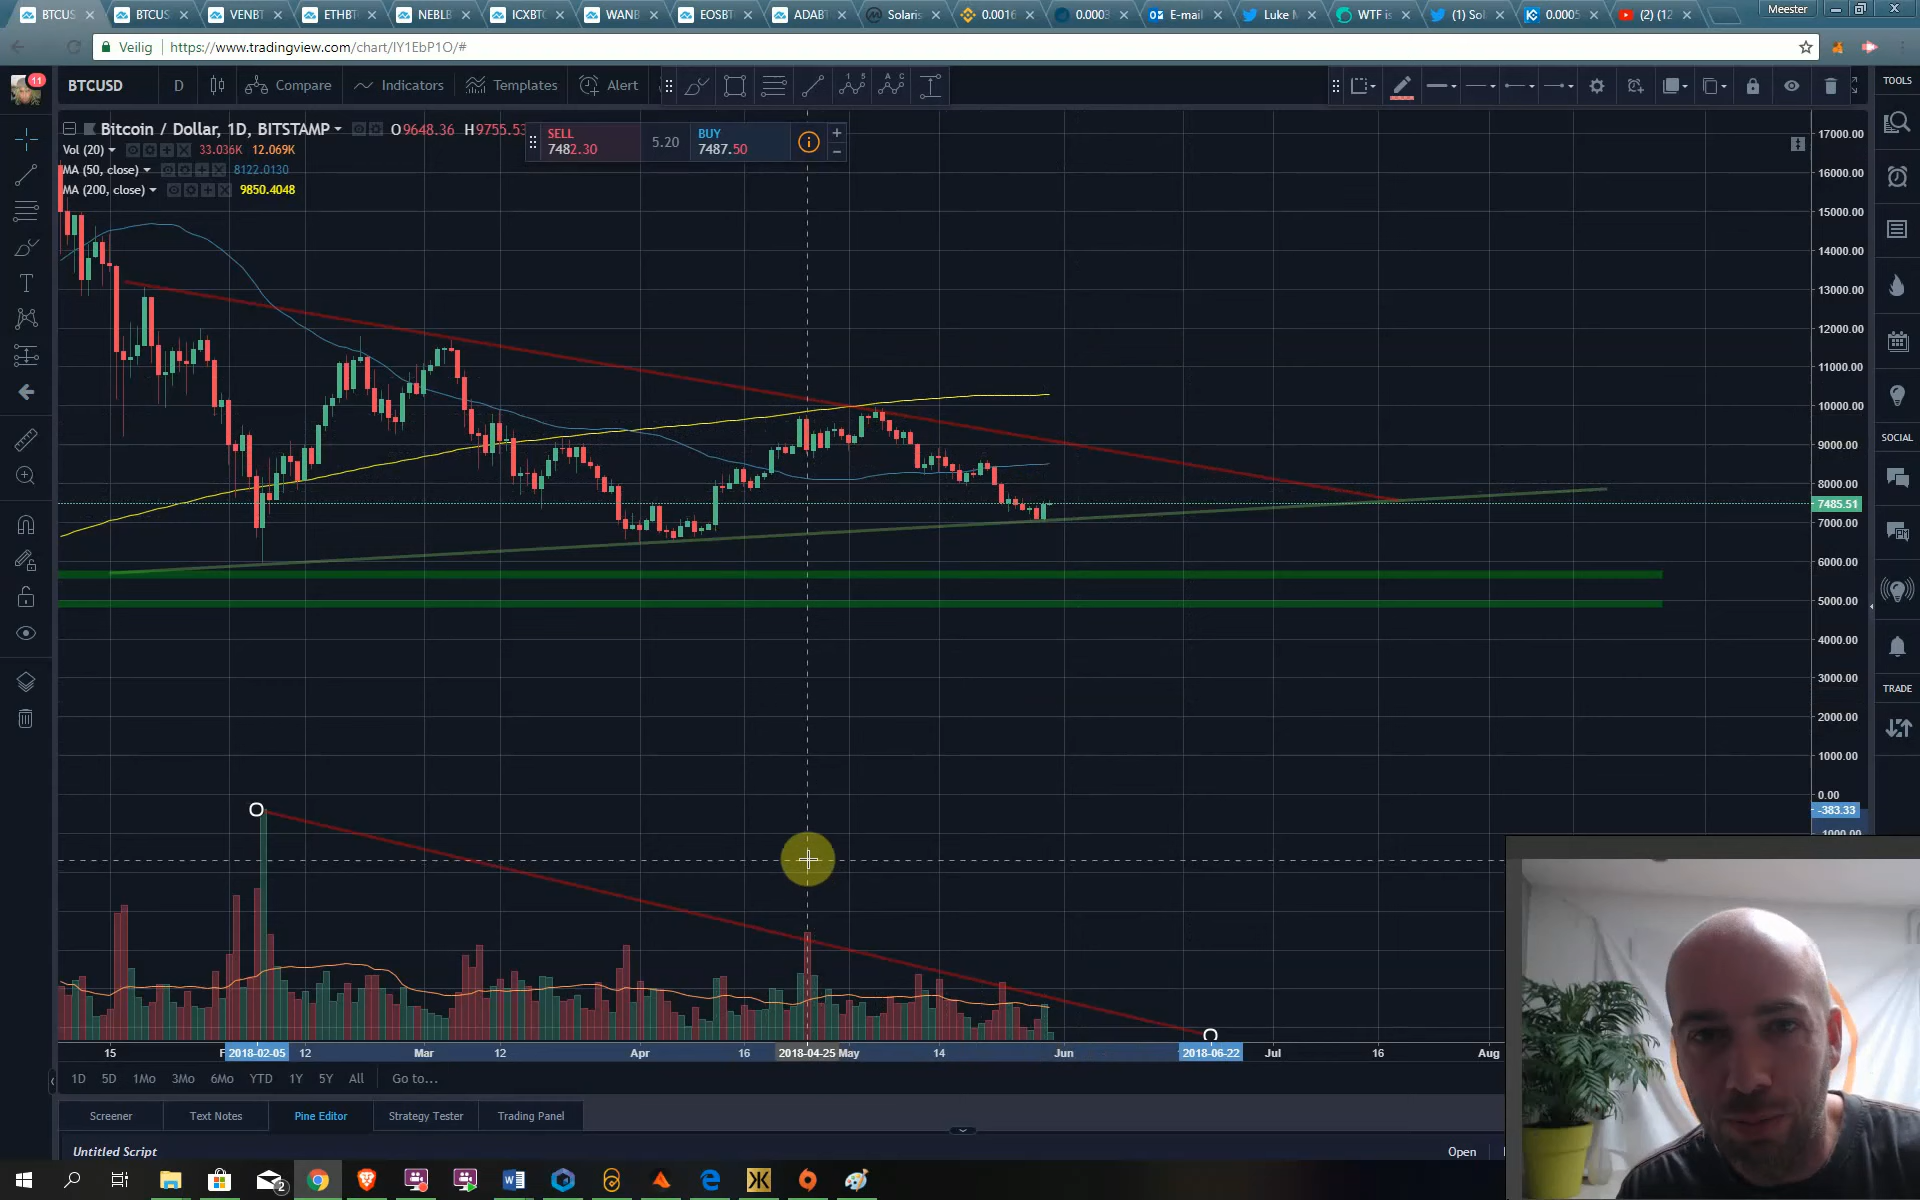 BTCUS BTCUS VENBT ETHBT NEBLB ICXBT WANB EOSBT ADABT Solaris 0.0016 0.0003 E-mail Luke WTF is (1) Sol 0.0005 (2) (12 Meester
Veilig https://www.tradingview.com/chart/IY1EbP1O/#
11 BTCUSD D Compare Indicators Templates Alert TOOLS
Bitcoin / Dollar, 1D, BITSTAMP O9648.36 H9755.53
SELL 7482.30 5.20 BUY 7487.50
Vol (20) 33.036K 12.069K
MA (50, close) 8122.0130
MA (200, close) 9850.4048
17000.00
16000.00
15000.00
14000.00
13000.00
12000.00
11000.00
10000.00
9000.00
8000.00
7485.51
7000.00
6000.00
5000.00
4000.00
3000.00
2000.00
1000.00
0.00
-383.33
SOCIAL
TRADE
15 2018-02-05 12 Mar 12 Apr 16 2018-04-25 May 14 Jun 2018-06-22 Jul 16 Aug
1D 5D 1Mo 3Mo 6Mo YTD 1Y 5Y All Go to...
Screener Text Notes Pine Editor Strategy Tester Trading Panel
Untitled Script Open
2